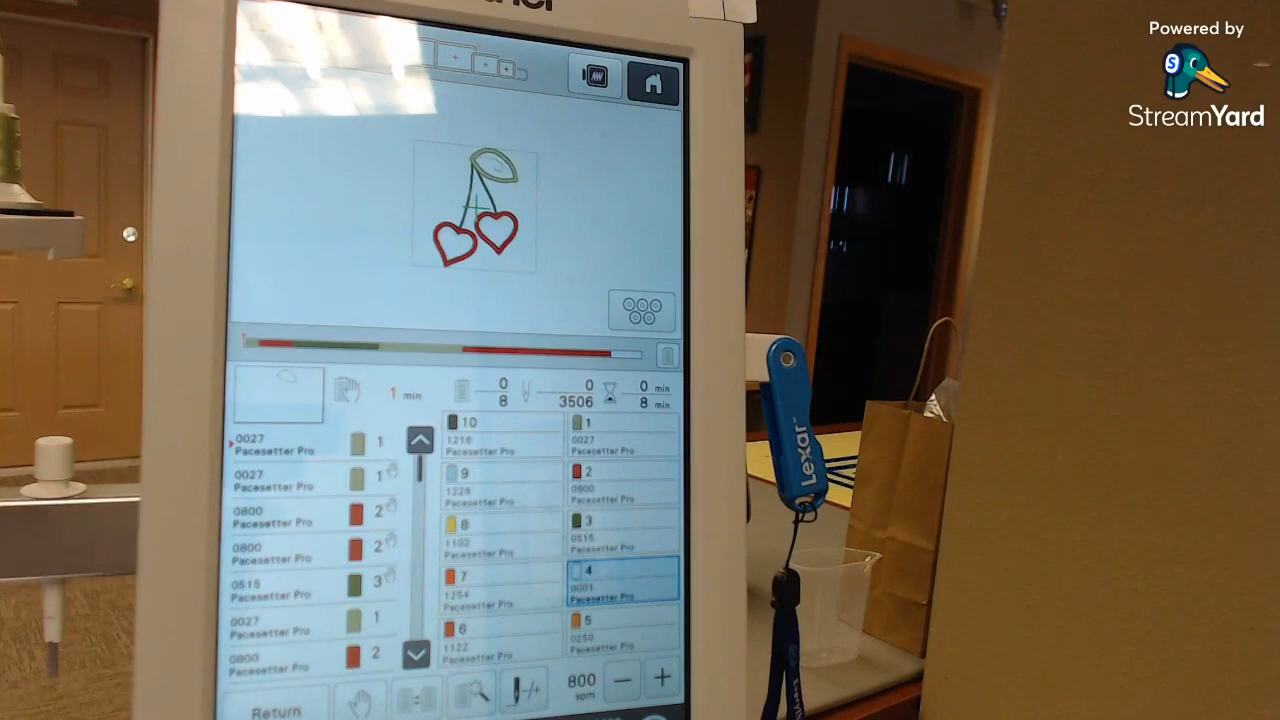 Powered by
StreamYard
S
1 min
0
8
0
3506
0 min
8 min
0027
Pacesetter Pro
1
0027
Pacesetter Pro
1
0800
Pacesetter Pro
2
0800
Pacesetter Pro
2
0515
Pacesetter Pro
3
0027
Pacesetter Pro
1
0800
Pacesetter Pro
2
10
1216
Pacesetter Pro
1
0027
Pacesetter Pro
9
1226
Pacesetter Pro
2
0800
Pacesetter Pro
8
1102
Pacesetter Pro
3
0515
Pacesetter Pro
7
1254
Pacesetter Pro
4
0001
Pacesetter Pro
6
1122
Pacesetter Pro
5
0250
Pacesetter Pro
Return
-/+
800
spm
− +
Lexar